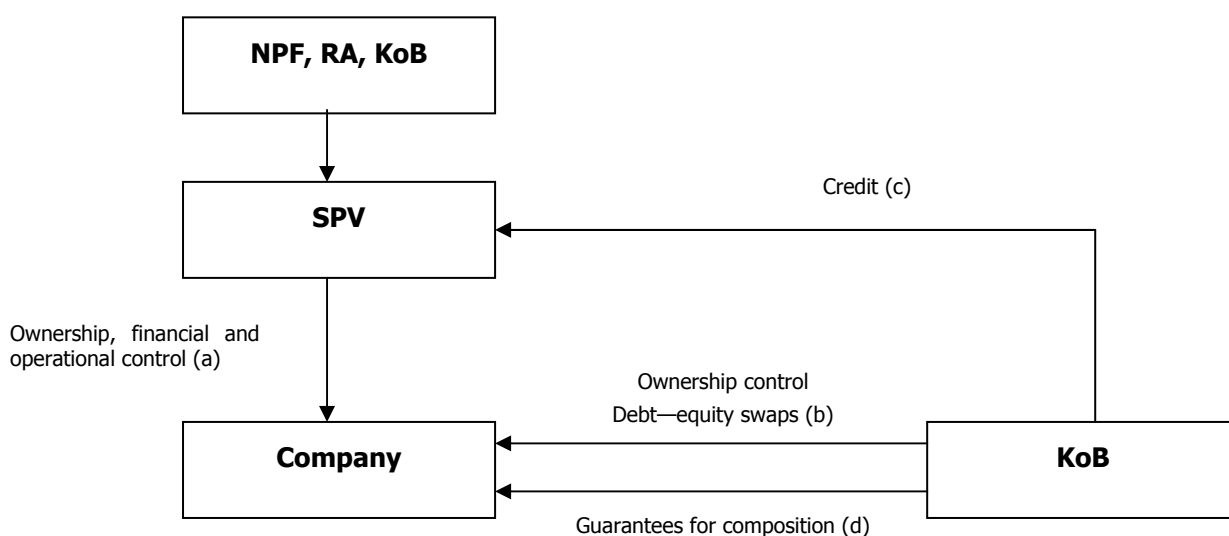 NPF, RA, KoB
Credit (c)
SPV
Ownership, financial and
operational control (a)
Ownership control
Debt—equity swaps (b)
Company
KoB
Guarantees for composition (d)